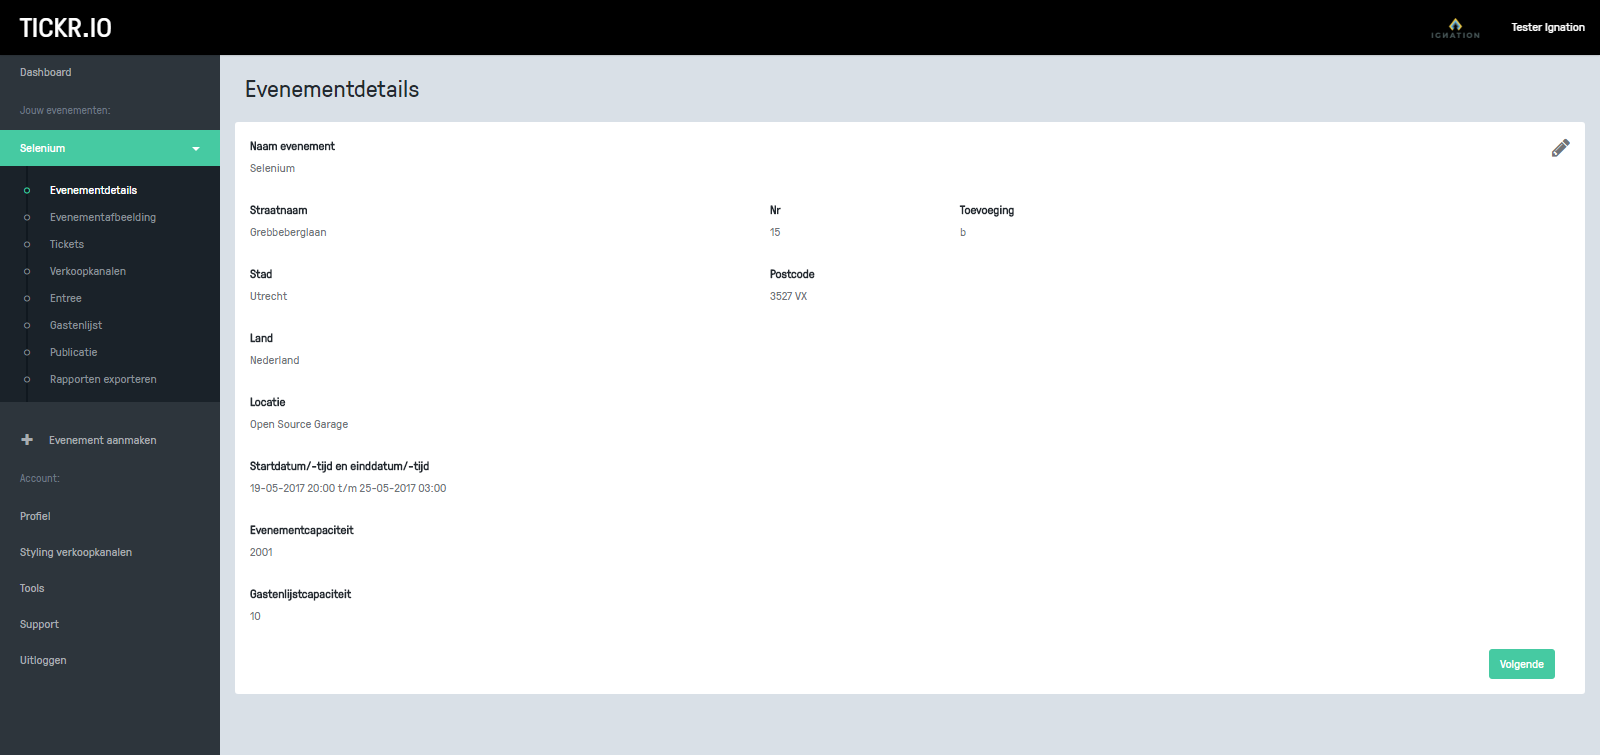 TICKR.IO
IGNATION
Tester Ignation
Dashboard
Jouw evenementen:
Selenium
Evenementdetails
Evenementafbeelding
Tickets
Verkoopkanalen
Entree
Gastenlijst
Publicatie
Rapporten exporteren
Evenement aanmaken
Account:
Profiel
Styling verkoopkanalen
Tools
Support
Uitloggen
Evenementdetails
Naam evenement
Selenium
Straatnaam Nr Toevoeging
Grebbeberglaan 15 b
Stad Postcode
Utrecht 3527 VX
Land
Nederland
Locatie
Open Source Garage
Startdatum/-tijd en einddatum/-tijd
19-05-2017 20:00 t/m 25-05-2017 03:00
Evenementcapaciteit
2001
Gastenlijstcapaciteit
10
Volgende